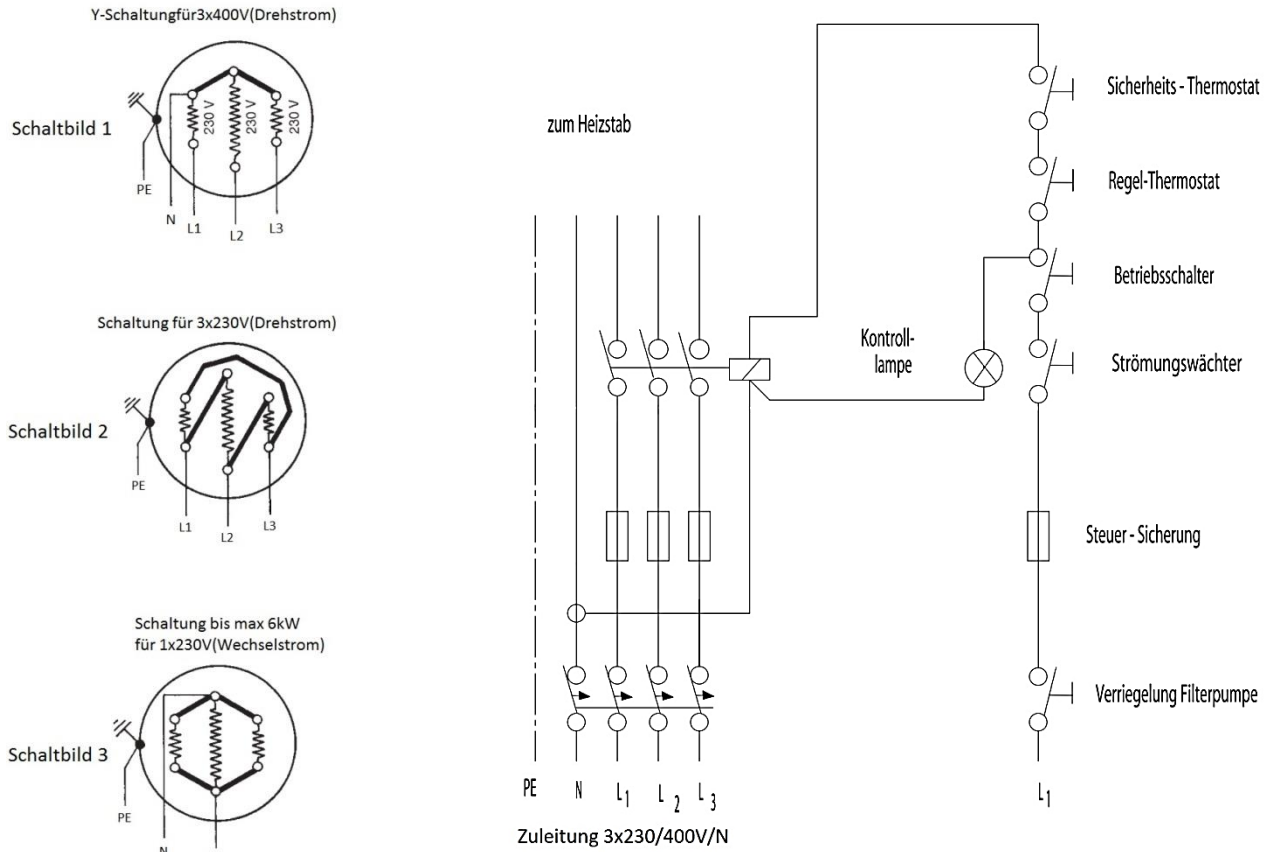 Y-Schaltungfür3x400V(Drehstrom)
Schaltbild 1
230 V
230 V
230 V
PE
N
L1
L2
L3
Schaltung für 3x230V(Drehstrom)
Schaltbild 2
PE
L1
L2
L3
Schaltung bis max 6kW
für 1x230V(Wechselstrom)
Schaltbild 3
PE
N
zum Heizstab
Kontroll-
lampe
Sicherheits - Thermostat
Regel-Thermostat
Betriebsschalter
Strömungswächter
Steuer - Sicherung
Verriegelung Filterpumpe
PE
N
L1
L2
L3
L1
Zuleitung 3x230/400V/N